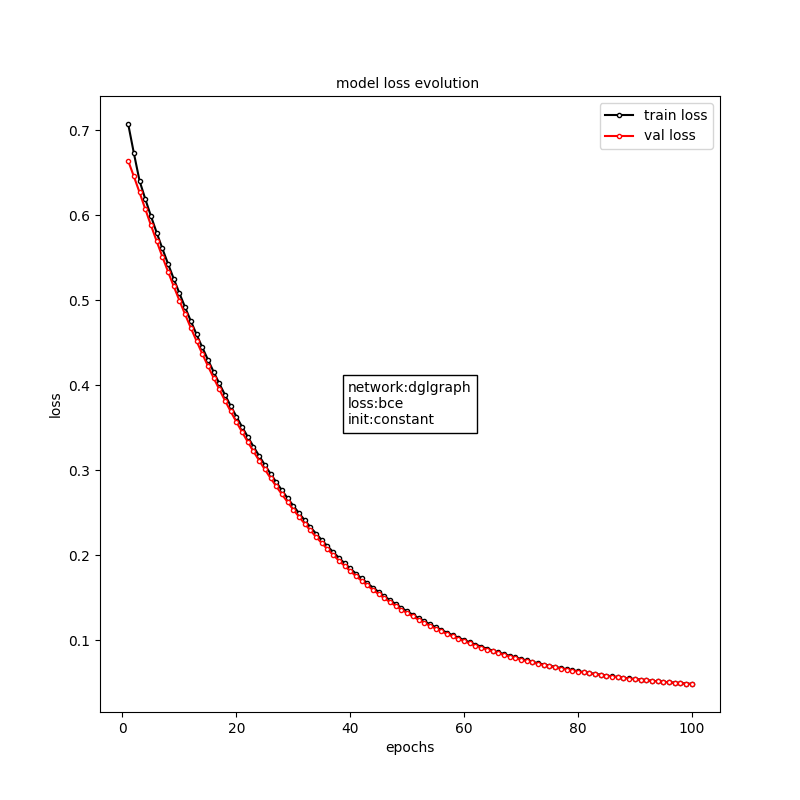 model loss evolution
train loss
val loss
0.7
0.6
0.5
0.4
0.3
0.2
0.1
loss
network:dglgraph
loss:bce
init:constant
0
20
40
60
80
100
epochs